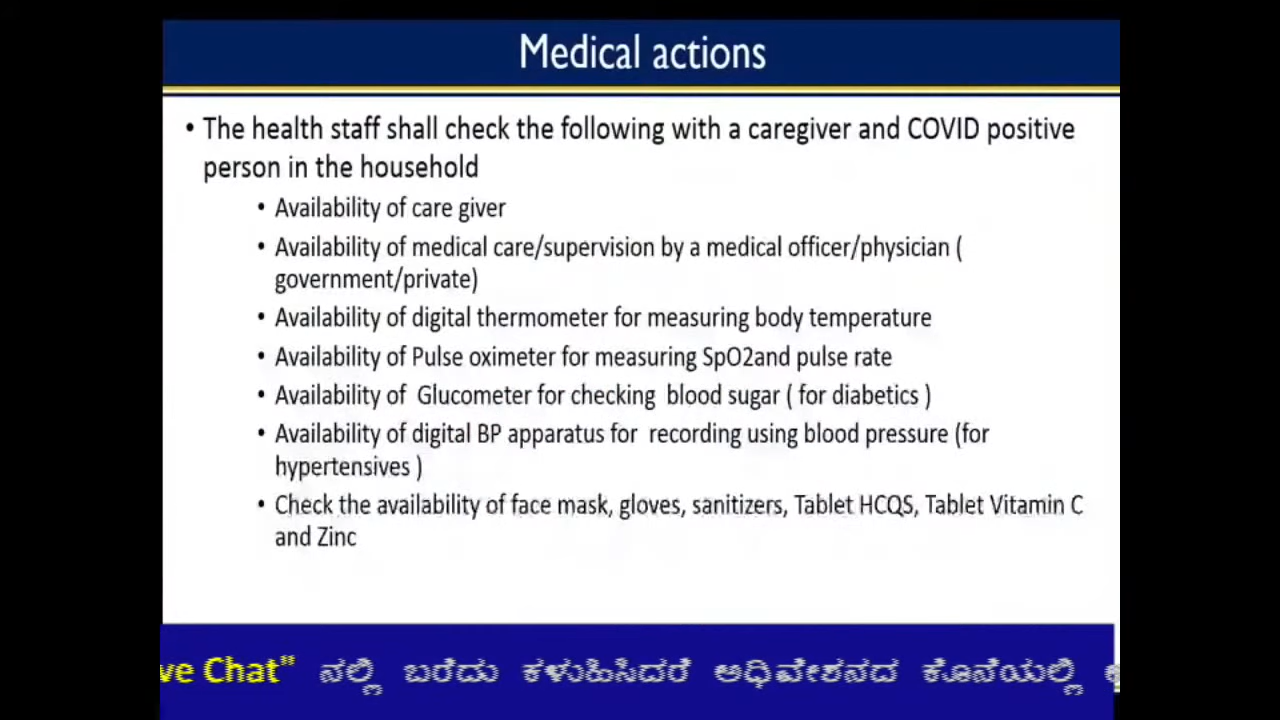 Medical actions
• The health staff shall check the following with a caregiver and COVID positive
person in the household
• Availability of care giver
• Availability of medical care/supervision by a medical officer/physician (
government/private)
• Availability of digital thermometer for measuring body temperature
• Availability of Pulse oximeter for measuring SpO2and pulse rate
• Availability of  Glucometer for checking  blood sugar ( for diabetics )
• Availability of digital BP apparatus for  recording using blood pressure (for
hypertensives )
• Check the availability of face mask, gloves, sanitizers, Tablet HCQS, Tablet Vitamin C
and Zinc
ve Chat" ನಲ್ಲಿ ಬರೆದು ಕಳುಹಿಸಿದರೆ ಅಧಿವೇಶನದ ಕೊನೆಯಲ್ಲಿ